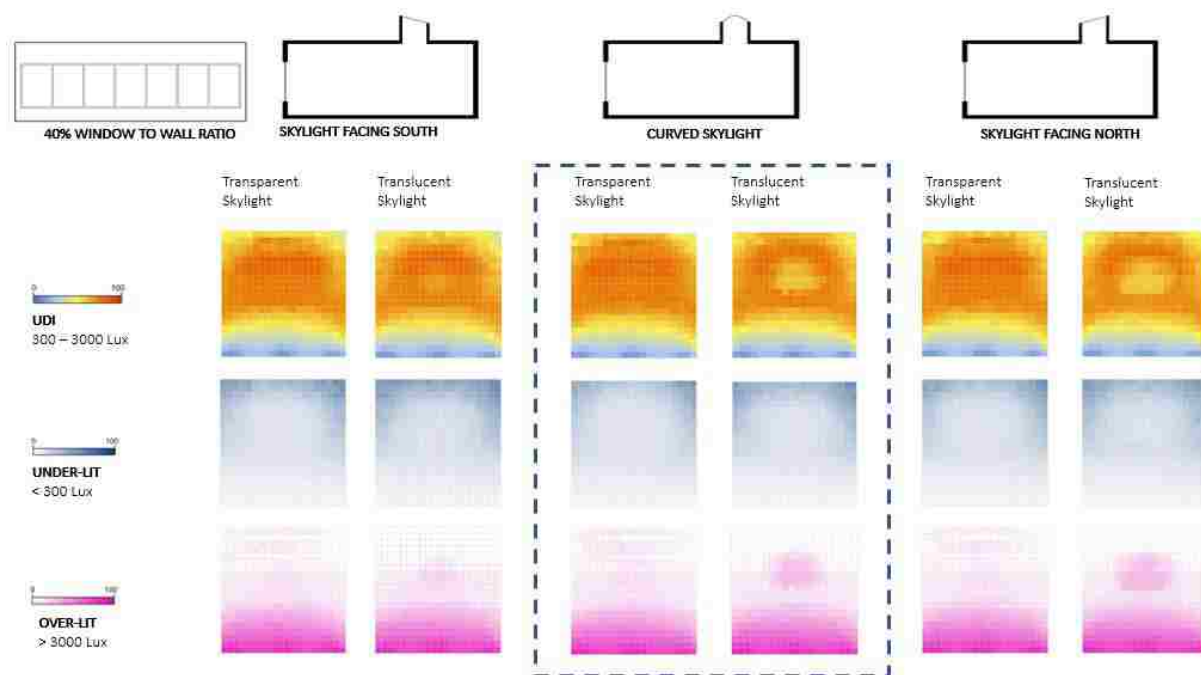 40% WINDOW TO WALL RATIO
SKYLIGHT FACING SOUTH
CURVED SKYLIGHT
SKYLIGHT FACING NORTH
Transparent
Skylight
Translucent
Skylight
Transparent
Skylight
Translucent
Skylight
Transparent
Skylight
Translucent
Skylight
0 100
UDI
300 – 3000 Lux
0 100
UNDER-LIT
< 300 Lux
0 100
OVER-LIT
> 3000 Lux